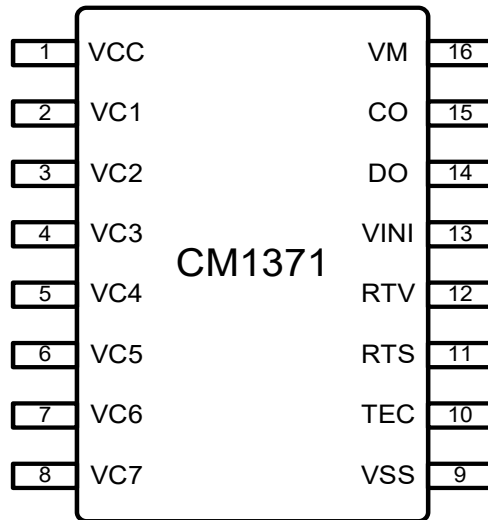 1 VCC VM 16
2 VC1 CO 15
3 VC2 DO 14
4 VC3 VINI 13
CM1371
5 VC4 RTV 12
6 VC5 RTS 11
7 VC6 TEC 10
8 VC7 VSS 9